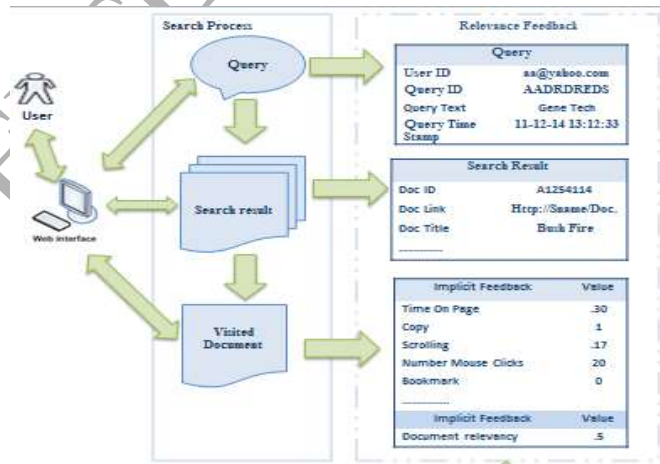 Search Process
Relevance Feedback
User
Web interface
Query
Search result
Visited
Document
Query
User ID aa@yahoo.com
Query ID AADRDREDS
Query Text Gene Tech
Query Time
Stamp 11-12-14 13:12:33
Search Result
Doc ID A1254114
Doc Link Http://Sname/Doc.
Doc Title Bush Fire
............
Implicit Feedback Value
Time On Page .30
Copy 1
Scrolling .17
Number Mouse Clicks 20
Bookmark 0
............
Implicit Feedback Value
Document relevancy .5